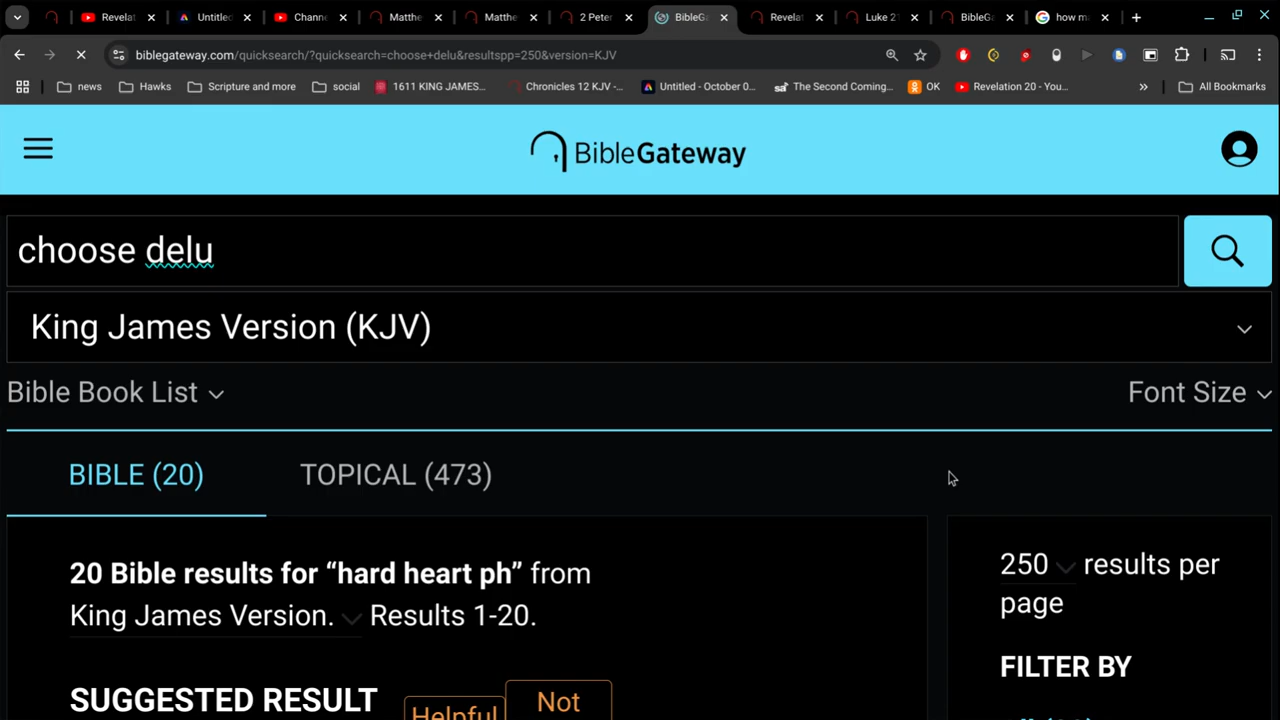 Revelat
Untitled
Chann
Matthe
Matthe
2 Peter
BibleGa
Revelat
Luke 21
BibleGa
how m
biblegateway.com/quicksearch/?quicksearch=choose+delu&resultspp=250&version=KJV
news
Hawks
Scripture and more
social
1611 KING JAMES...
Chronicles 12 KJV -...
Untitled - October 0...
The Second Coming...
OK
Revelation 20 - You...
»
All Bookmarks
BibleGateway
choose delu
King James Version (KJV)
Bible Book List
Font Size
BIBLE (20)
TOPICAL (473)
20 Bible results for “hard heart ph” from
King James Version. Results 1-20.
250 results per
page
FILTER BY
SUGGESTED RESULT
Helpful
Not